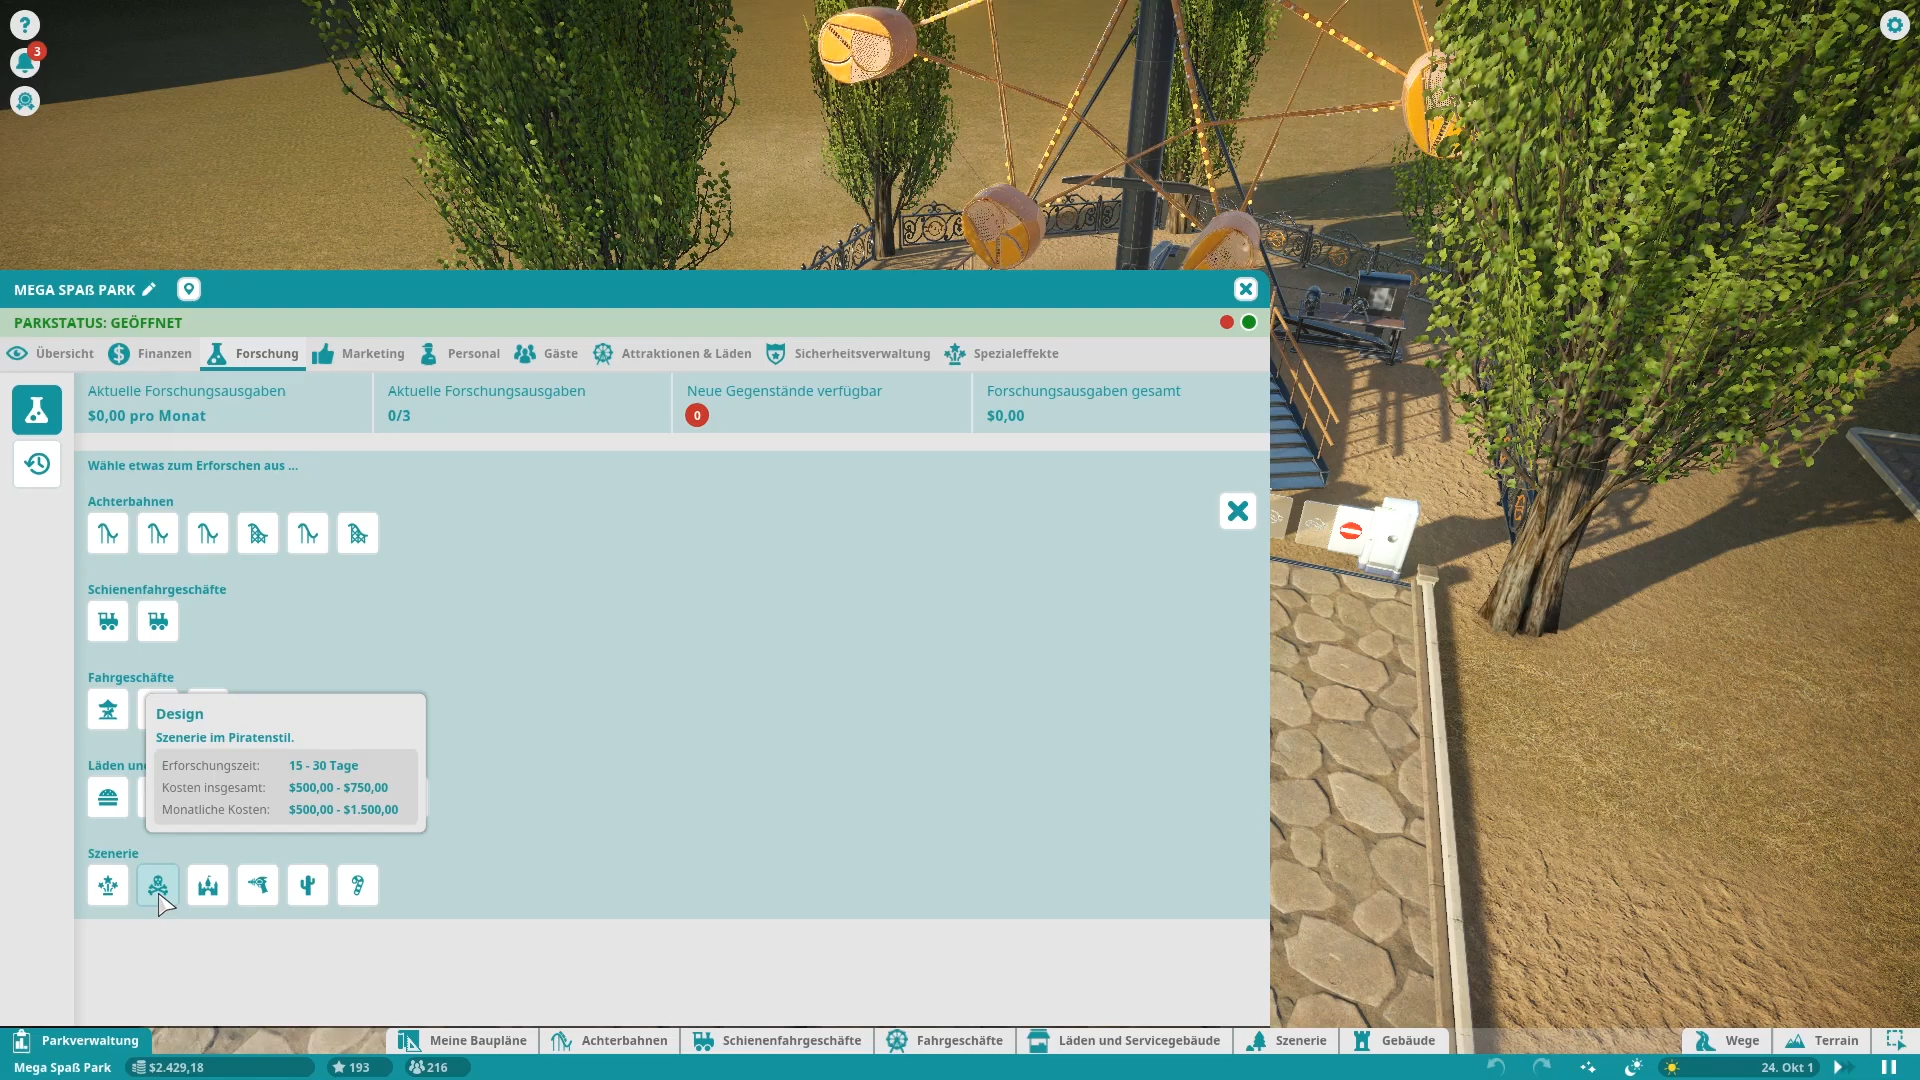 ?
3
MEGA SPAß PARK
PARKSTATUS: GEÖFFNET
Übersicht
Finanzen
Forschung
Marketing
Personal
Gäste
Attraktionen & Läden
Sicherheitsverwaltung
Spezialeffekte
Aktuelle Forschungsausgaben
$0,00 pro Monat
Aktuelle Forschungsausgaben
0/3
Neue Gegenstände verfügbar
0
Forschungsausgaben gesamt
$0,00
Wähle etwas zum Erforschen aus ...
Achterbahnen
Schienenfahrgeschäfte
Fahrgeschäfte
Design
Szenerie im Piratenstil.
Erforschungszeit: 15 - 30 Tage
Kosten insgesamt: $500,00 - $750,00
Monatliche Kosten: $500,00 - $1.500,00
Läden
Szenerie
Parkverwaltung
Meine Baupläne
Achterbahnen
Schienenfahrgeschäfte
Fahrgeschäfte
Läden und Servicegebäude
Szenerie
Gebäude
Wege
Terrain
Mega Spaß Park
$2.429,18
193
216
24. Okt 1